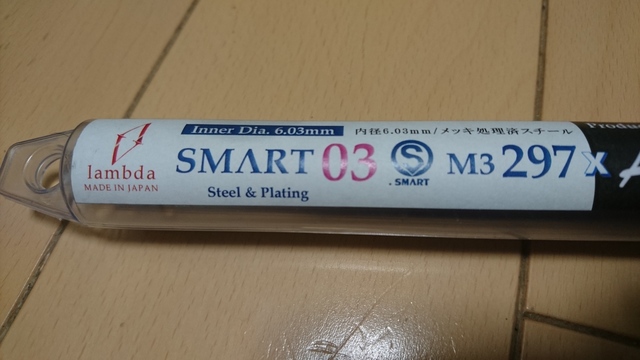 Inner Dia. 6.03mm 内径6.03mm/メッキ処理済スチール
lambda
MADE IN JAPAN
SMART 03
S
.SMART
M3 297 x
Steel & Plating